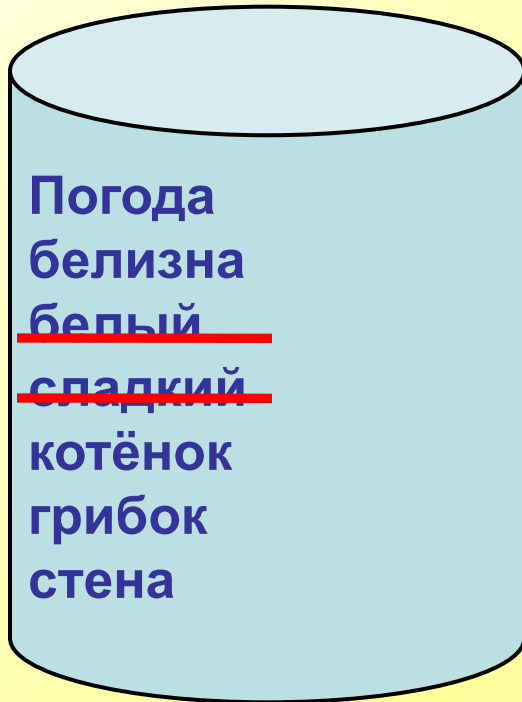 Погода
белизна
белый
сладкий
котёнок
грибок
стена